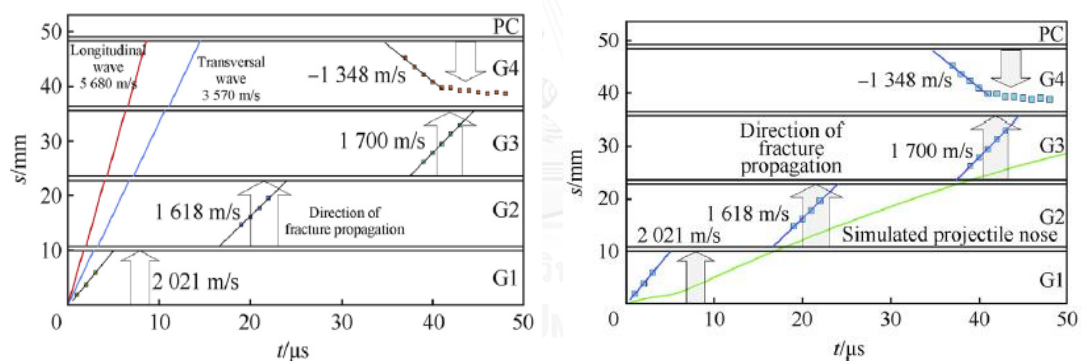 50
40
30
20
10
0
s/mm
PC
G4
G3
G2
G1
Longitudinal
wave
5 680 m/s
Transversal
wave
3 570 m/s
−1 348 m/s
1 700 m/s
1 618 m/s
Direction of
fracture propagation
2 021 m/s
10
20
30
40
50
t/μs
50
40
30
20
10
0
s/mm
PC
G4
G3
G2
G1
−1 348 m/s
Direction of
fracture
propagation
1 700 m/s
1 618 m/s
2 021 m/s
Simulated projectile nose
10
20
30
40
50
t/μs